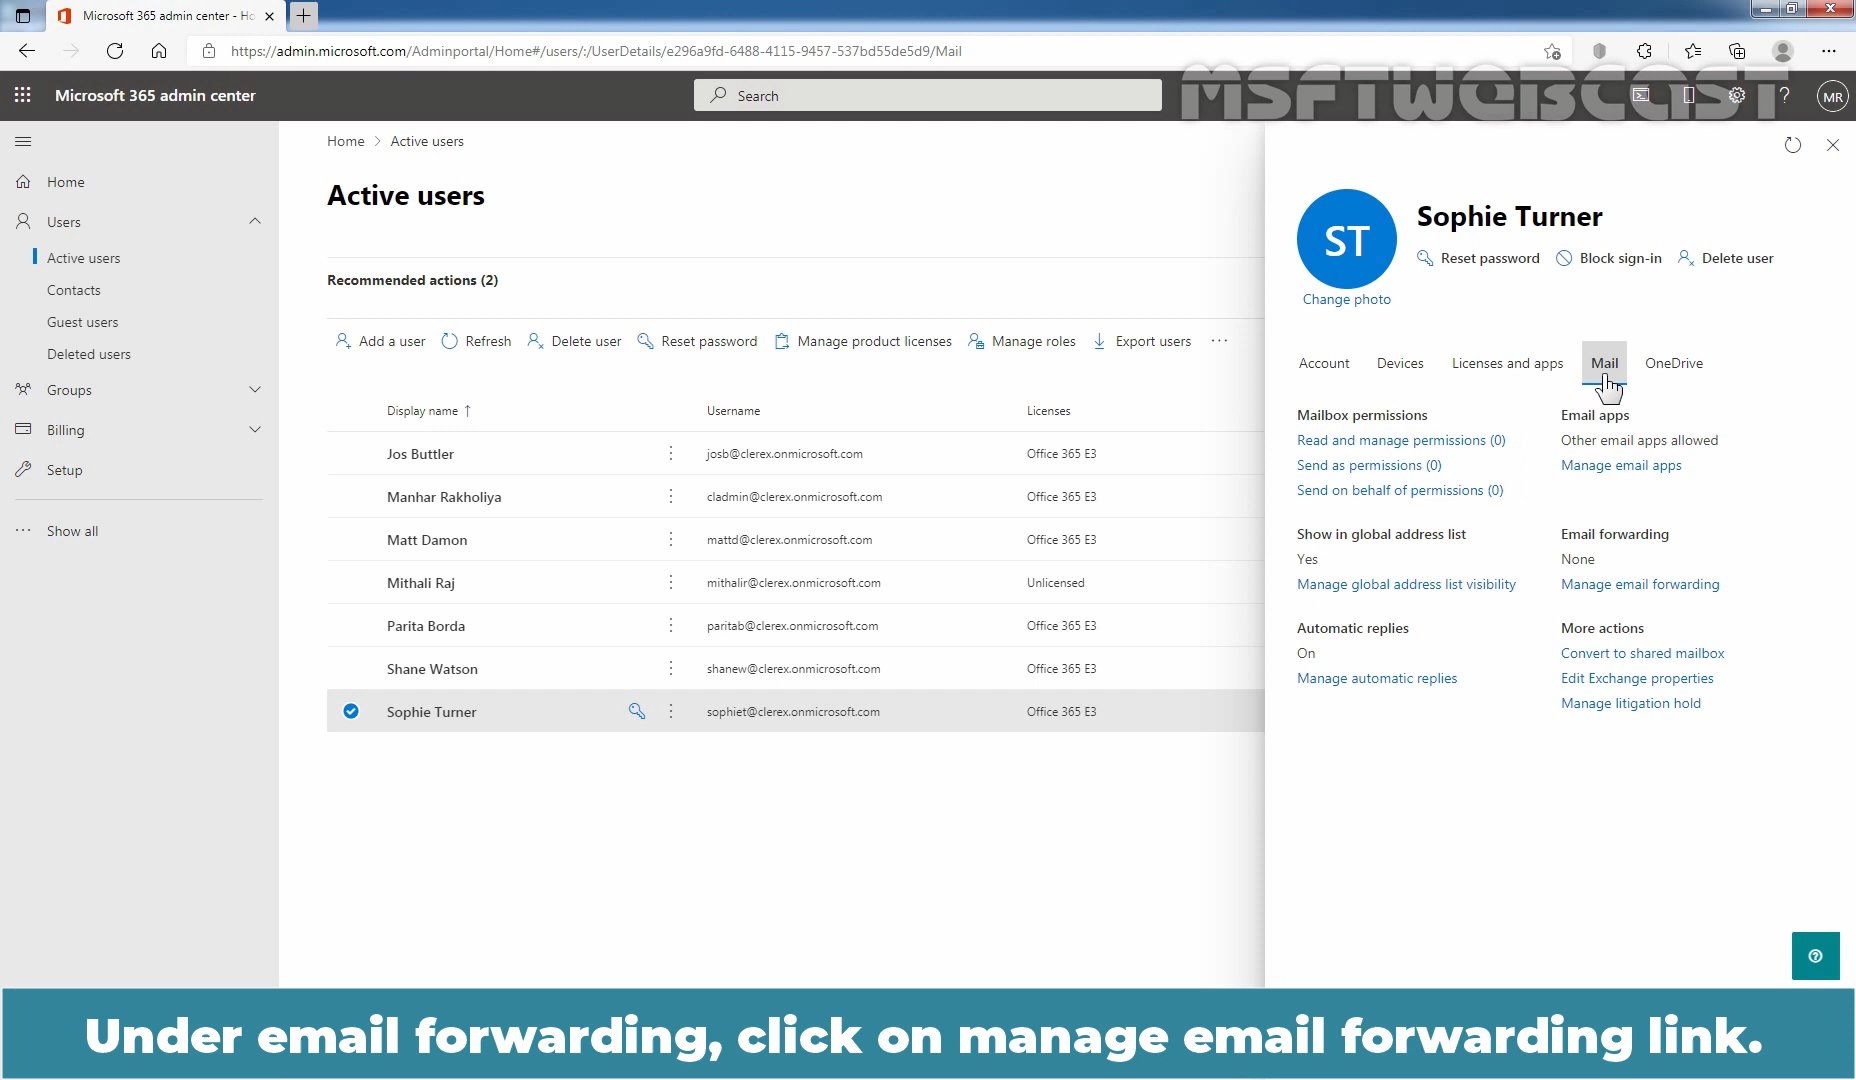 Microsoft 365 admin center - Ho
https://admin.microsoft.com/Adminportal/Home#/users/:/UserDetails/e296a9fd-6488-4115-9457-537bd55de5d9/Mail
Microsoft 365 admin center
Search
MSFTWEBCAST
MR
Home
Users
Active users
Contacts
Guest users
Deleted users
Groups
Billing
Setup
Show all
Home > Active users
Active users
Recommended actions (2)
Add a user Refresh Delete user Reset password Manage product licenses Manage roles Export users
Display name ↑ Username Licenses
Jos Buttler josb@clerex.onmicrosoft.com Office 365 E3
Manhar Rakholiya cladmin@clerex.onmicrosoft.com Office 365 E3
Matt Damon mattd@clerex.onmicrosoft.com Office 365 E3
Mithali Raj mithalir@clerex.onmicrosoft.com Unlicensed
Parita Borda paritab@clerex.onmicrosoft.com Office 365 E3
Shane Watson shanew@clerex.onmicrosoft.com Office 365 E3
Sophie Turner sophiet@clerex.onmicrosoft.com Office 365 E3
ST
Change photo
Sophie Turner
Reset password Block sign-in Delete user
Account Devices Licenses and apps Mail OneDrive
Mailbox permissions
Read and manage permissions (0)
Send as permissions (0)
Send on behalf of permissions (0)
Email apps
Other email apps allowed
Manage email apps
Show in global address list
Yes
Manage global address list visibility
Email forwarding
None
Manage email forwarding
Automatic replies
On
Manage automatic replies
More actions
Convert to shared mailbox
Edit Exchange properties
Manage litigation hold
Under email forwarding, click on manage email forwarding link.